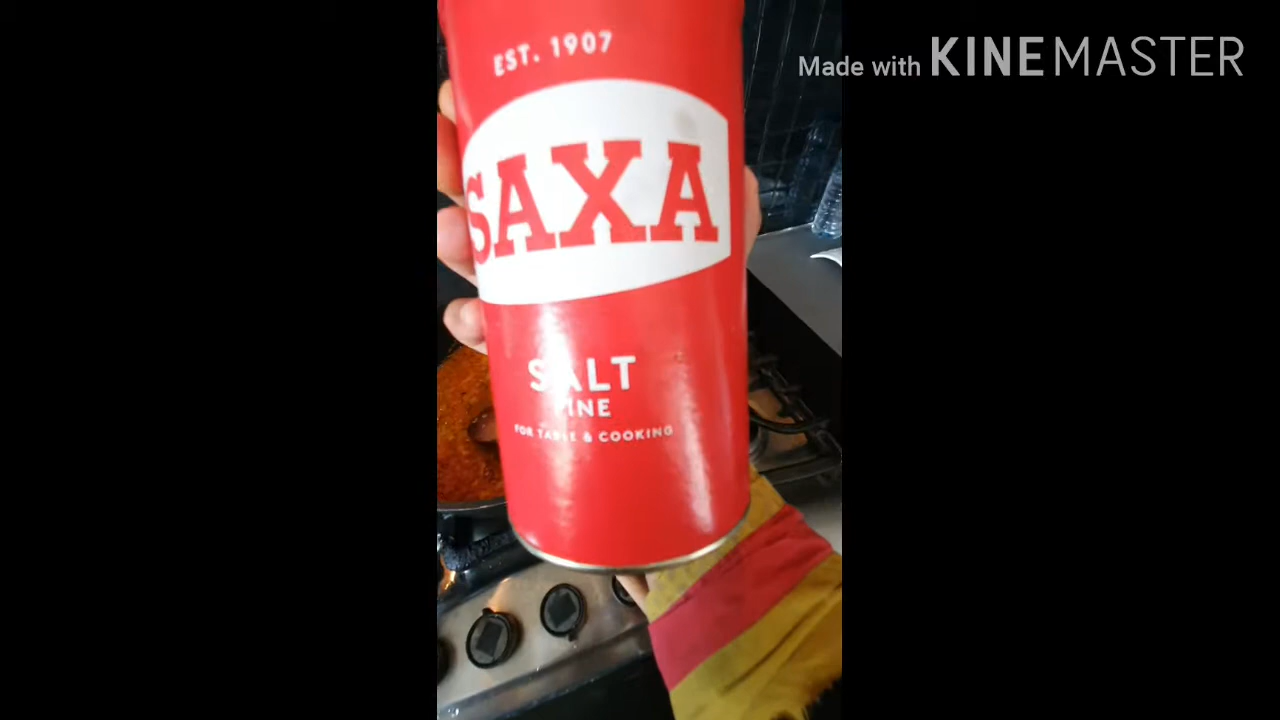 EST. 1907
SAXA
SALT
FINE
FOR TABLE & COOKING
Made with KINEMASTER